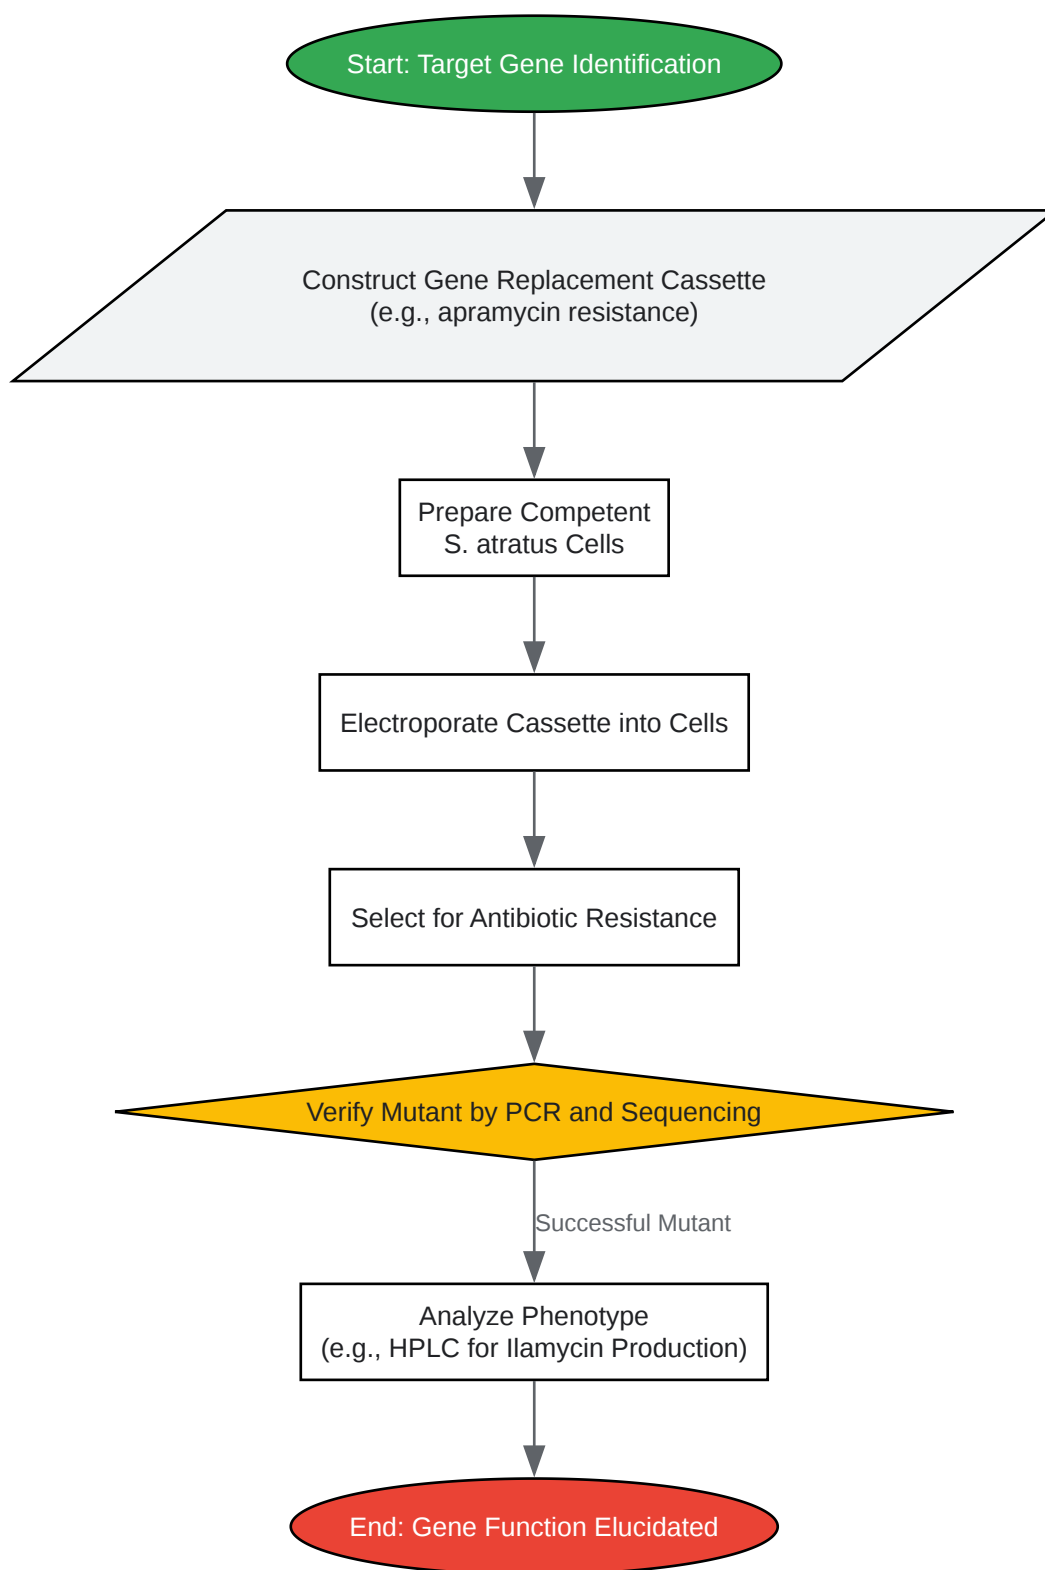 Start: Target Gene Identification
Construct Gene Replacement Cassette
(e.g., apramycin resistance)
Prepare Competent
S. atratus Cells
Electroporate Cassette into Cells
Select for Antibiotic Resistance
Verify Mutant by PCR and Sequencing
Successful Mutant
Analyze Phenotype
(e.g., HPLC for Ilamycin Production)
End: Gene Function Elucidated